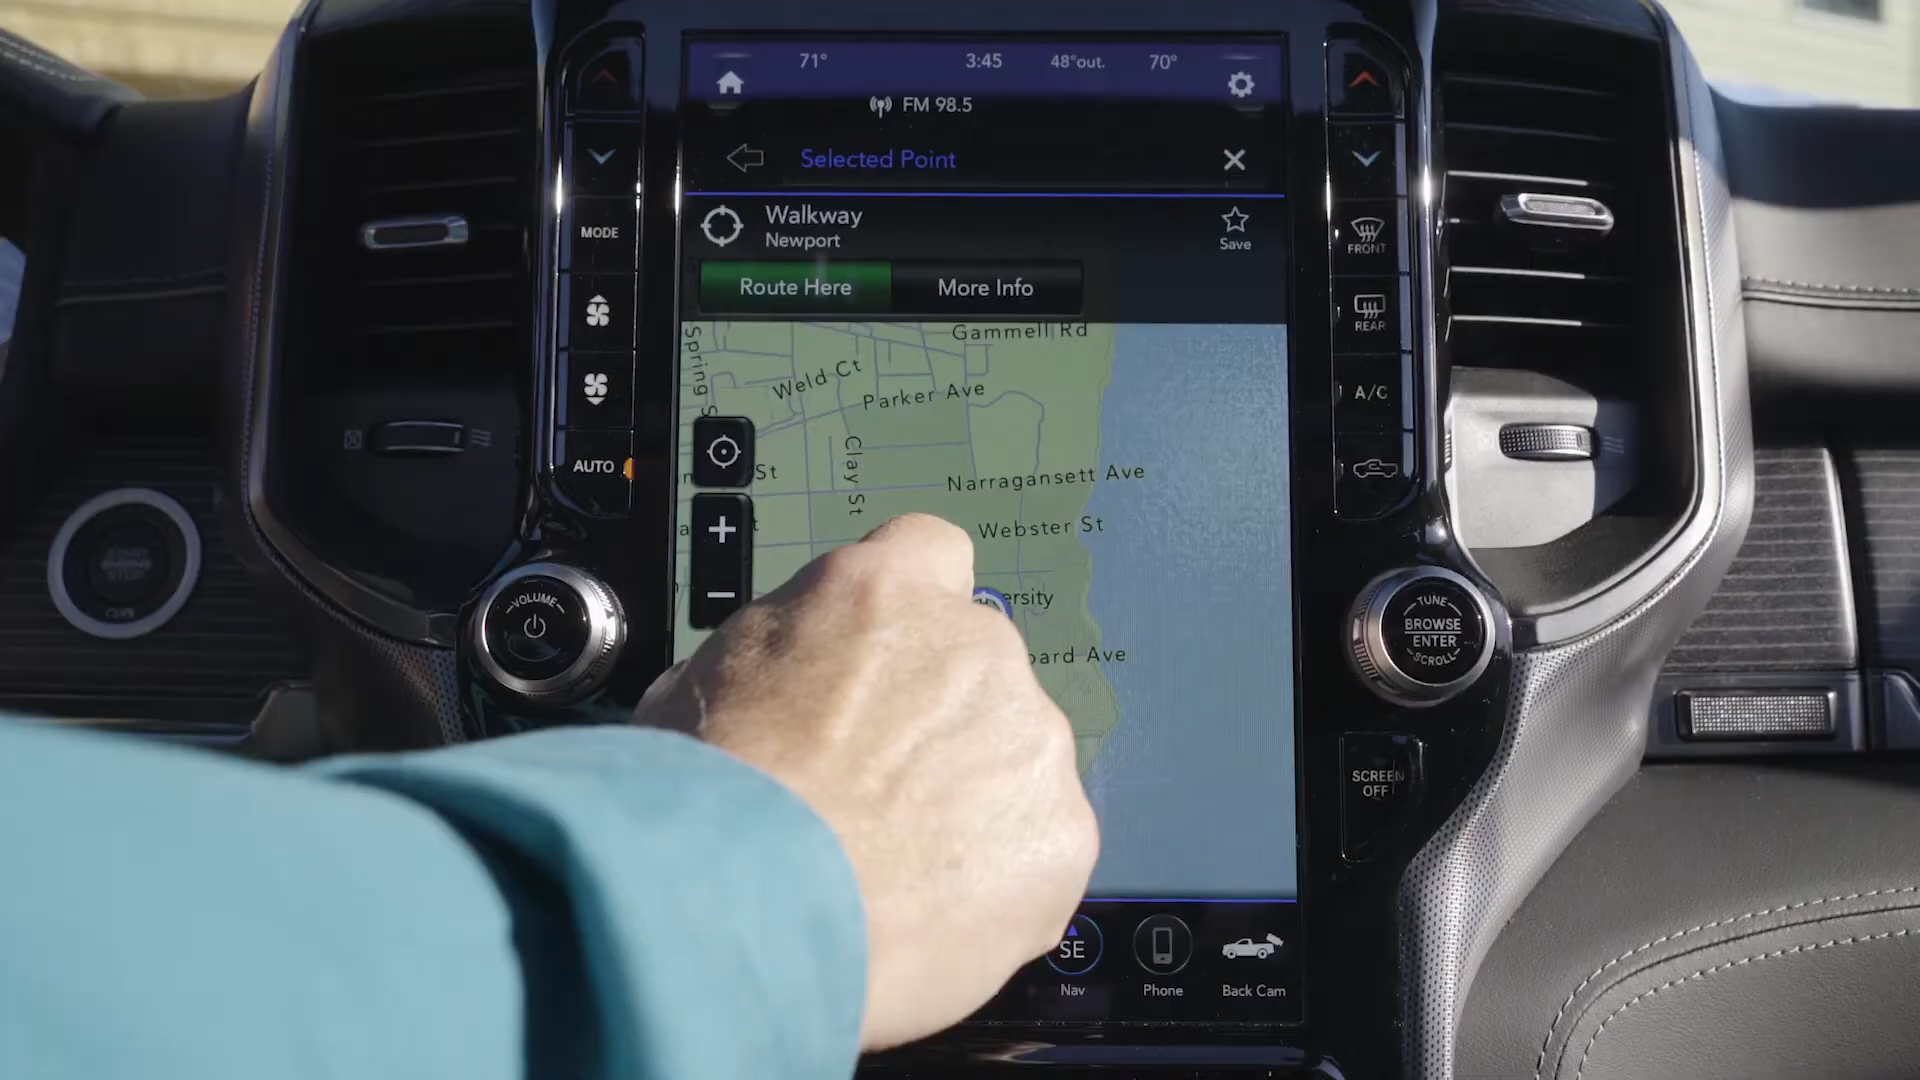 71° 3:45 48°out. 70°
FM 98.5
Selected Point
Walkway
Newport
Save
Route Here More Info
MODE
AUTO
VOLUME
FRONT
REAR
A/C
TUNE
BROWSE
ENTER
SCROLL
SCREEN
OFF
Gammell Rd
Spring S
Weld Ct
Parker Ave
Clay St
St
Narragansett Ave
Webster St
ersity
oard Ave
SE
Nav
Phone
Back Cam
STOP